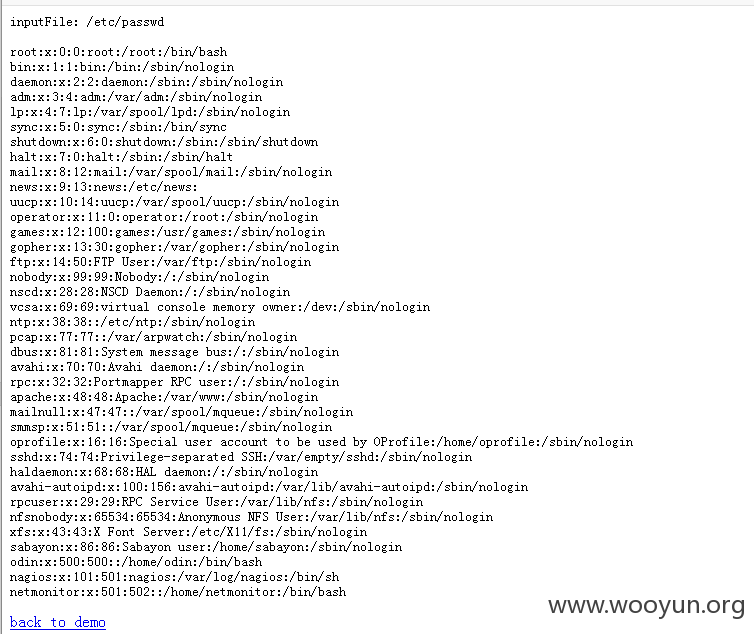 inputFile: /etc/passwd
root:x:0:0:root:/root:/bin/bash
bin:x:1:1:bin:/bin:/sbin/nologin
daemon:x:2:2:daemon:/sbin:/sbin/nologin
adm:x:3:4:adm:/var/adm:/sbin/nologin
lp:x:4:7:lp:/var/spool/lpd:/sbin/nologin
sync:x:5:0:sync:/sbin:/bin/sync
shutdown:x:6:0:shutdown:/sbin:/sbin/shutdown
halt:x:7:0:halt:/sbin:/sbin/halt
mail:x:8:12:mail:/var/spool/mail:/sbin/nologin
news:x:9:13:news:/etc/news:
uucp:x:10:14:uucp:/var/spool/uucp:/sbin/nologin
operator:x:11:0:operator:/root:/sbin/nologin
games:x:12:100:games:/usr/games:/sbin/nologin
gopher:x:13:30:gopher:/var/gopher:/sbin/nologin
ftp:x:14:50:FTP User:/var/ftp:/sbin/nologin
nobody:x:99:99:Nobody:/:/sbin/nologin
nscd:x:28:28:NSCD Daemon:/:/sbin/nologin
vcsa:x:69:69:virtual console memory owner:/dev:/sbin/nologin
ntp:x:38:38::/etc/ntp:/sbin/nologin
pcap:x:77:77::/var/arpwatch:/sbin/nologin
dbus:x:81:81:System message bus:/:/sbin/nologin
avahi:x:70:70:Avahi daemon:/:/sbin/nologin
rpc:x:32:32:Portmapper RPC user:/:/sbin/nologin
apache:x:48:48:Apache:/var/www:/sbin/nologin
mailnull:x:47:47::/var/spool/mqueue:/sbin/nologin
smmsp:x:51:51::/var/spool/mqueue:/sbin/nologin
oprofile:x:16:16:Special user account to be used by OProfile:/home/oprofile:/sbin/nologin
sshd:x:74:74:Privilege-separated SSH:/var/empty/sshd:/sbin/nologin
haldaemon:x:68:68:HAL daemon:/:/sbin/nologin
avahi-autoipd:x:100:156:avahi-autoipd:/var/lib/avahi-autoipd:/sbin/nologin
rpcuser:x:29:29:RPC Service User:/var/lib/nfs:/sbin/nologin
nfsnobody:x:65534:65534:Anonymous NFS User:/var/lib/nfs:/sbin/nologin
xfs:x:43:43:X Font Server:/etc/X11/fs:/sbin/nologin
sabayon:x:86:86:Sabayon user:/home/sabayon:/sbin/nologin
odin:x:500:500::/home/odin:/bin/bash
nagios:x:101:501:nagios:/var/log/nagios:/bin/sh
netmonitor:x:501:502::/home/netmonitor:/bin/bash
www.wooyun.org
back to demo